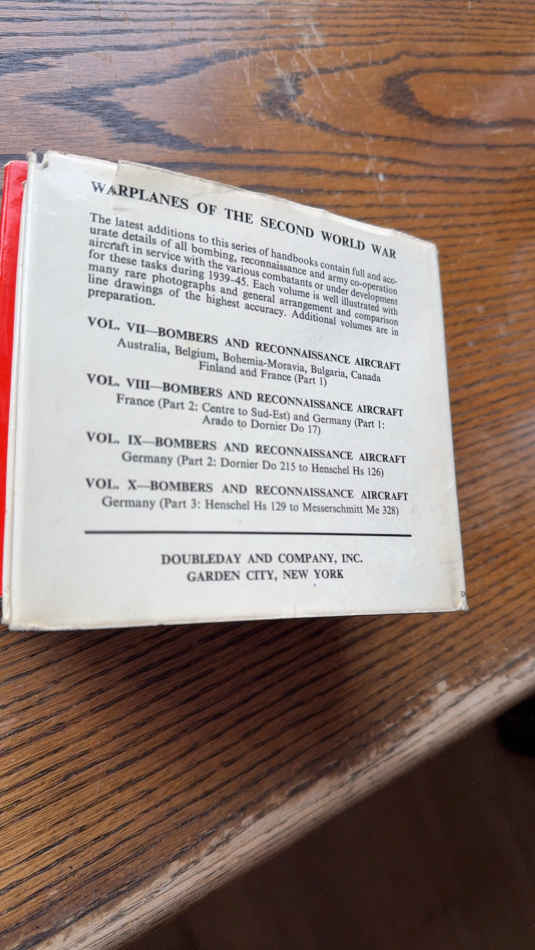 WARPLANES OF THE SECOND WORLD WAR
The latest additions to this series of handbooks contain full and acc-
urate details of all bombing, reconnaissance and army co-operation
aircraft in service with the various combatants or under development
for these tasks during 1939-45. Each volume is well illustrated with
many rare photographs and general arrangement and comparison
line drawings of the highest accuracy. Additional volumes are in
preparation.
VOL. VII—BOMBERS AND RECONNAISSANCE AIRCRAFT
Australia, Belgium, Bohemia-Moravia, Bulgaria, Canada
Finland and France (Part 1)
VOL. VIII—BOMBERS AND RECONNAISSANCE AIRCRAFT
France (Part 2: Centre to Sud-Est) and Germany (Part 1:
Arado to Dornier Do 17)
VOL. IX—BOMBERS AND RECONNAISSANCE AIRCRAFT
Germany (Part 2: Dornier Do 215 to Henschel Hs 126)
VOL. X—BOMBERS AND RECONNAISSANCE AIRCRAFT
Germany (Part 3: Henschel Hs 129 to Messerschmitt Me 328)
DOUBLEDAY AND COMPANY, INC.
GARDEN CITY, NEW YORK